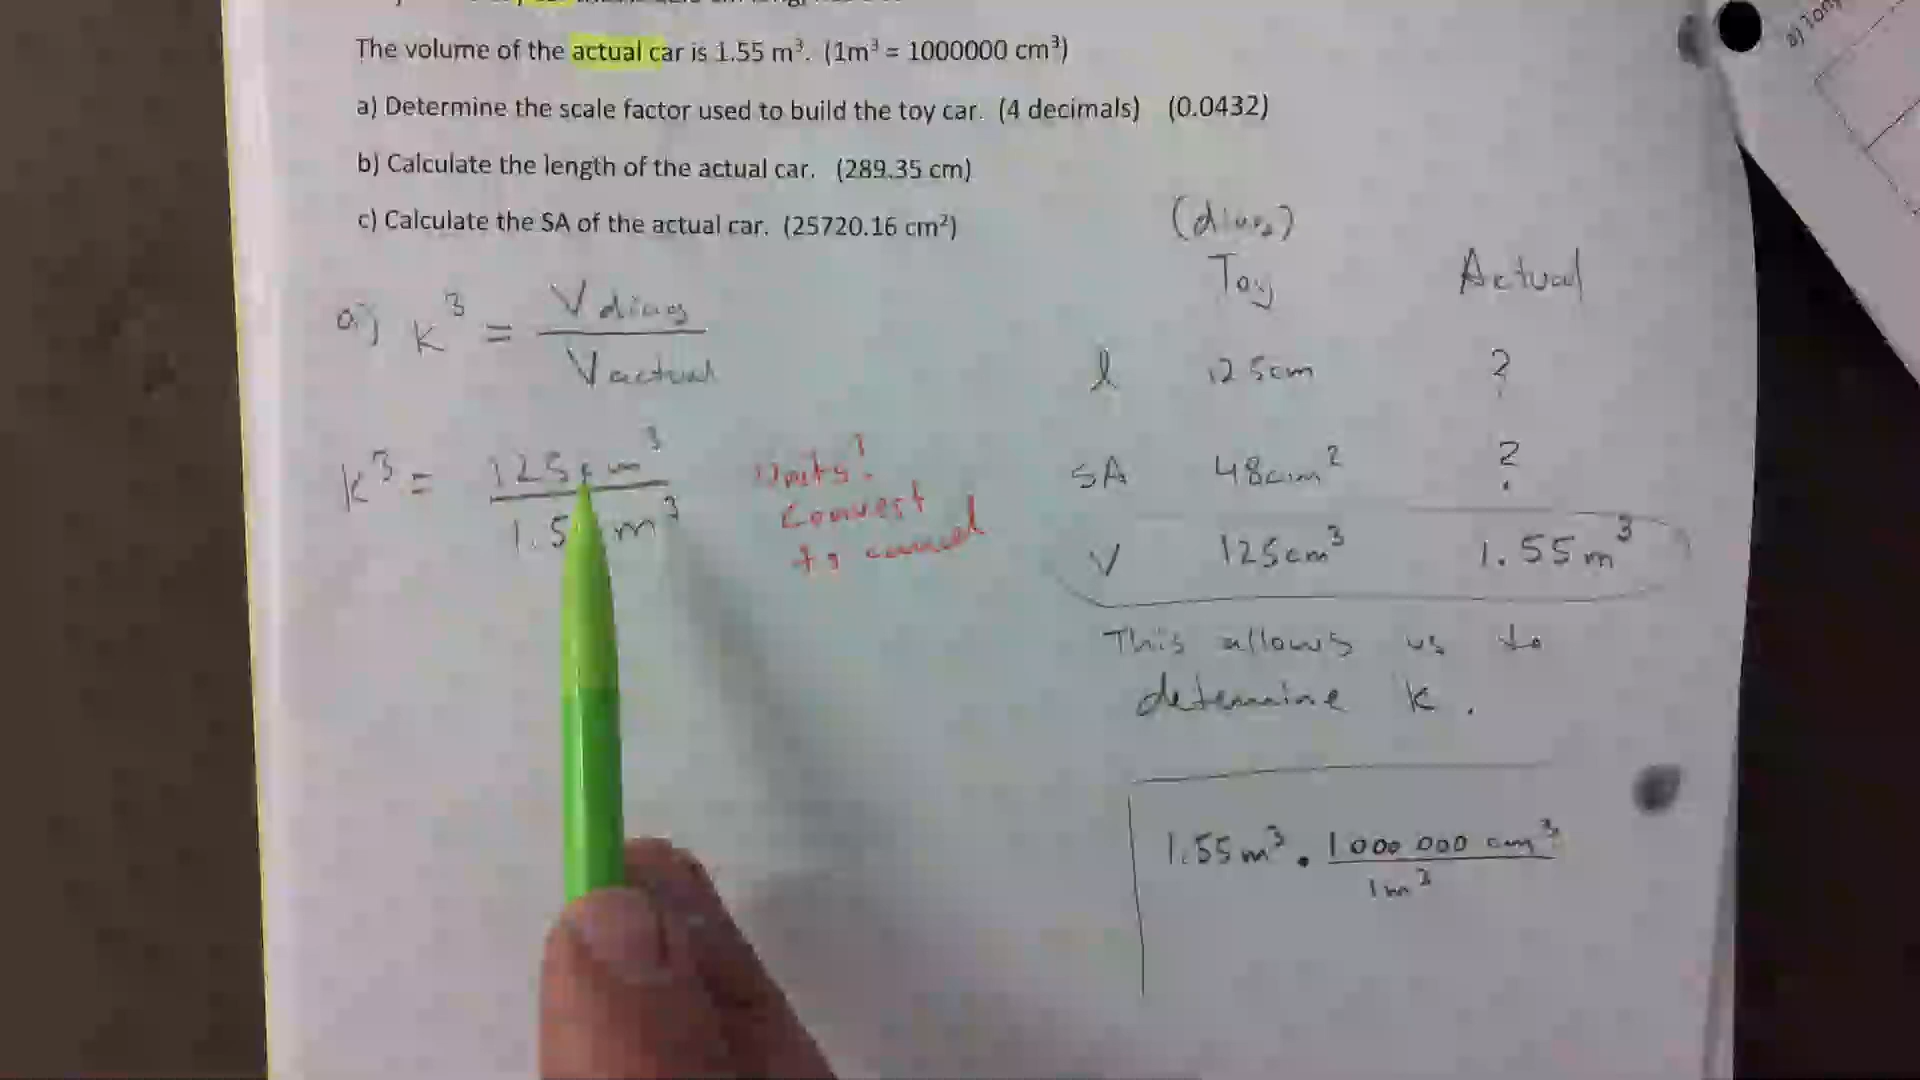 The volume of the actual car is 1.55 m³. (1m³ = 1000000 cm³)
a) Determine the scale factor used to build the toy car. (4 decimals) (0.0432)
b) Calculate the length of the actual car. (289.35 cm)
c) Calculate the SA of the actual car. (25720.16 cm²)
a) k³ = V diag / V actual
k³ = 125cm³ / 1.5 m³
Units!
Convert
to cancel
Toy Actual
l 12.5cm ?
SA 48cm² ?
V 125cm³ 1.55m³
This allows us to
determine k.
1.55m³ • 1 000 000 cm³ / 1m³